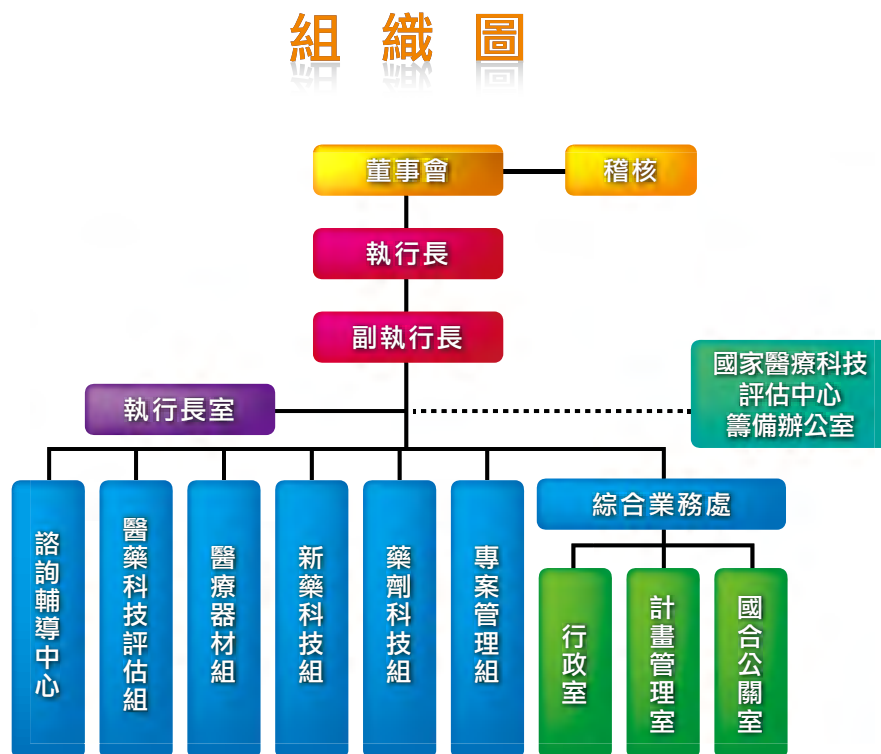 組織圖
董事會
稽核
執行長
副執行長
國家醫療科技
評估中心
籌備辦公室
執行長室
諮詢輔導中心
醫藥科技評估組
醫療器材組
新藥科技組
藥劑科技組
專案管理組
綜合業務處
行政室
計畫管理室
國合公關室